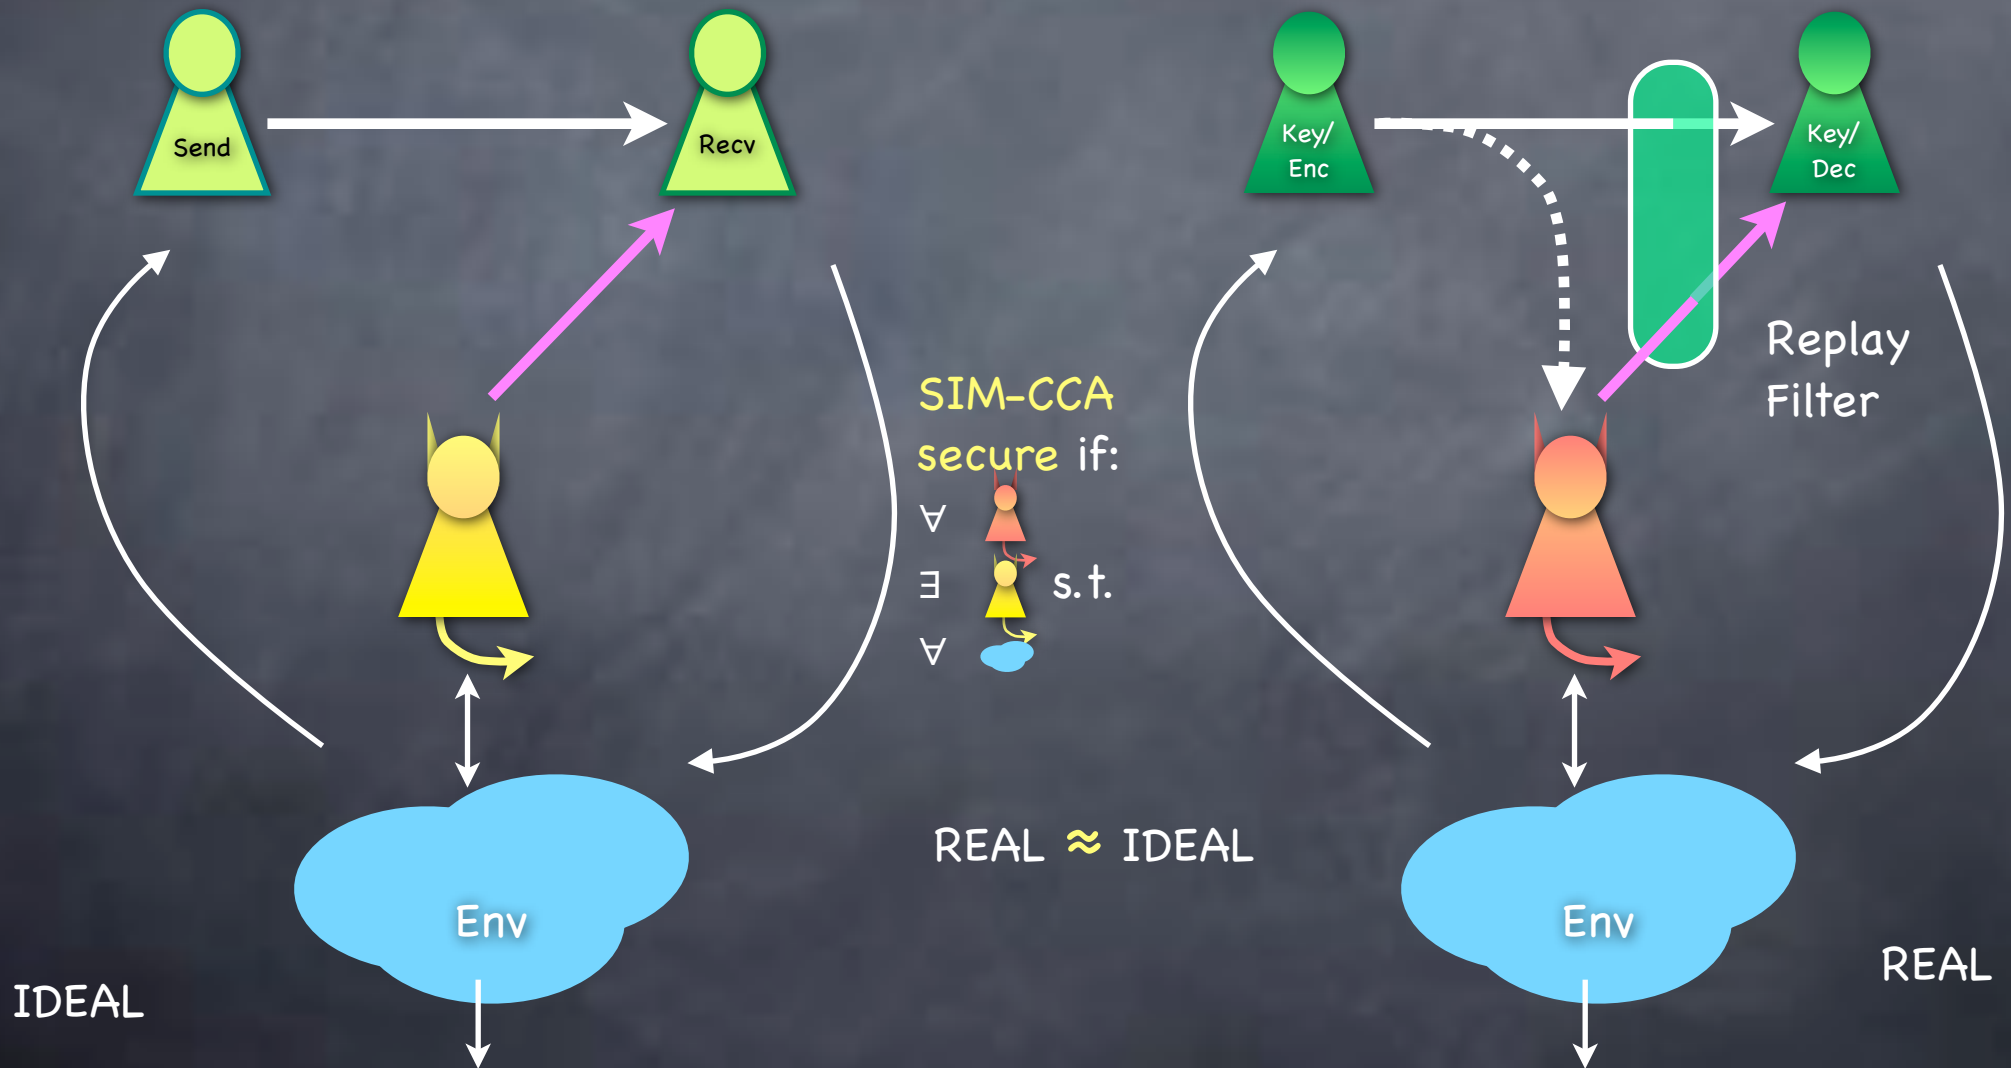 Send
Recv
Key/
Enc
Key/
Dec
Replay
Filter
SIM-CCA
secure if:
∀
∃ s.t.
∀
REAL ≈ IDEAL
Env
Env
IDEAL
REAL